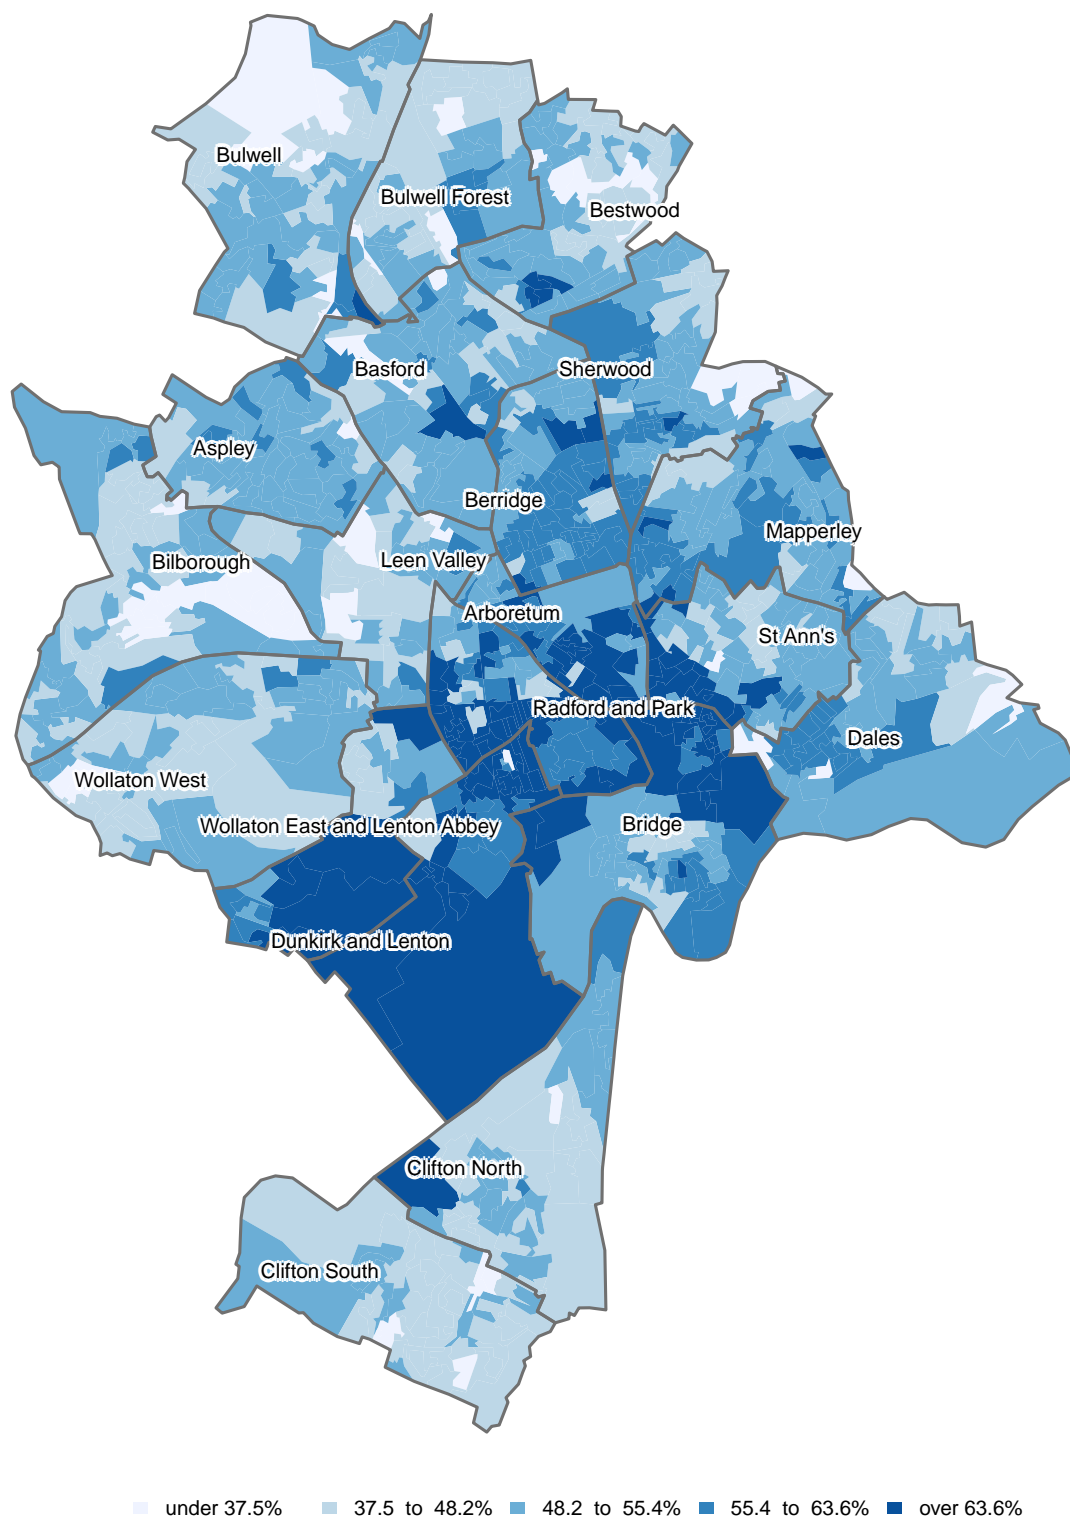 Bulwell
Bulwell Forest
Bestwood
Basford
Sherwood
Aspley
Berridge
Mapperley
Bilborough
Leen Valley
Arboretum
St Ann's
Radford and Park
Dales
Wollaton West
Wollaton East and Lenton Abbey
Bridge
Dunkirk and Lenton
Clifton North
Clifton South
under 37.5% 37.5 to 48.2% 48.2 to 55.4% 55.4 to 63.6% over 63.6%